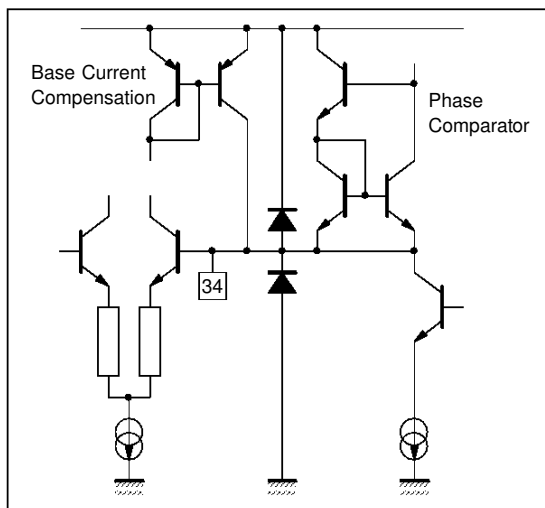 Base Current
Compensation
Phase
Comparator
34